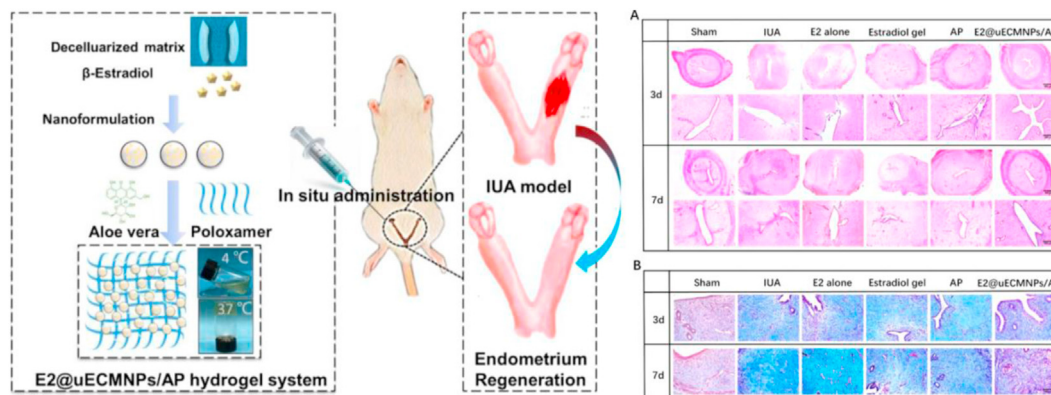 Decelluarized matrix
β-Estradiol
Nanoformulation
Aloe vera
Poloxamer
4 ℃
37 ℃
E2@uECMNPs/AP hydrogel system
In situ administration
IUA model
Endometrium
Regeneration
A
Sham IUA E2 alone Estradiol gel AP E2@uECMNPs/A
3d
7d
B
Sham IUA E2 alone Estradiol gel AP E2@uECMNPs/A
3d
7d